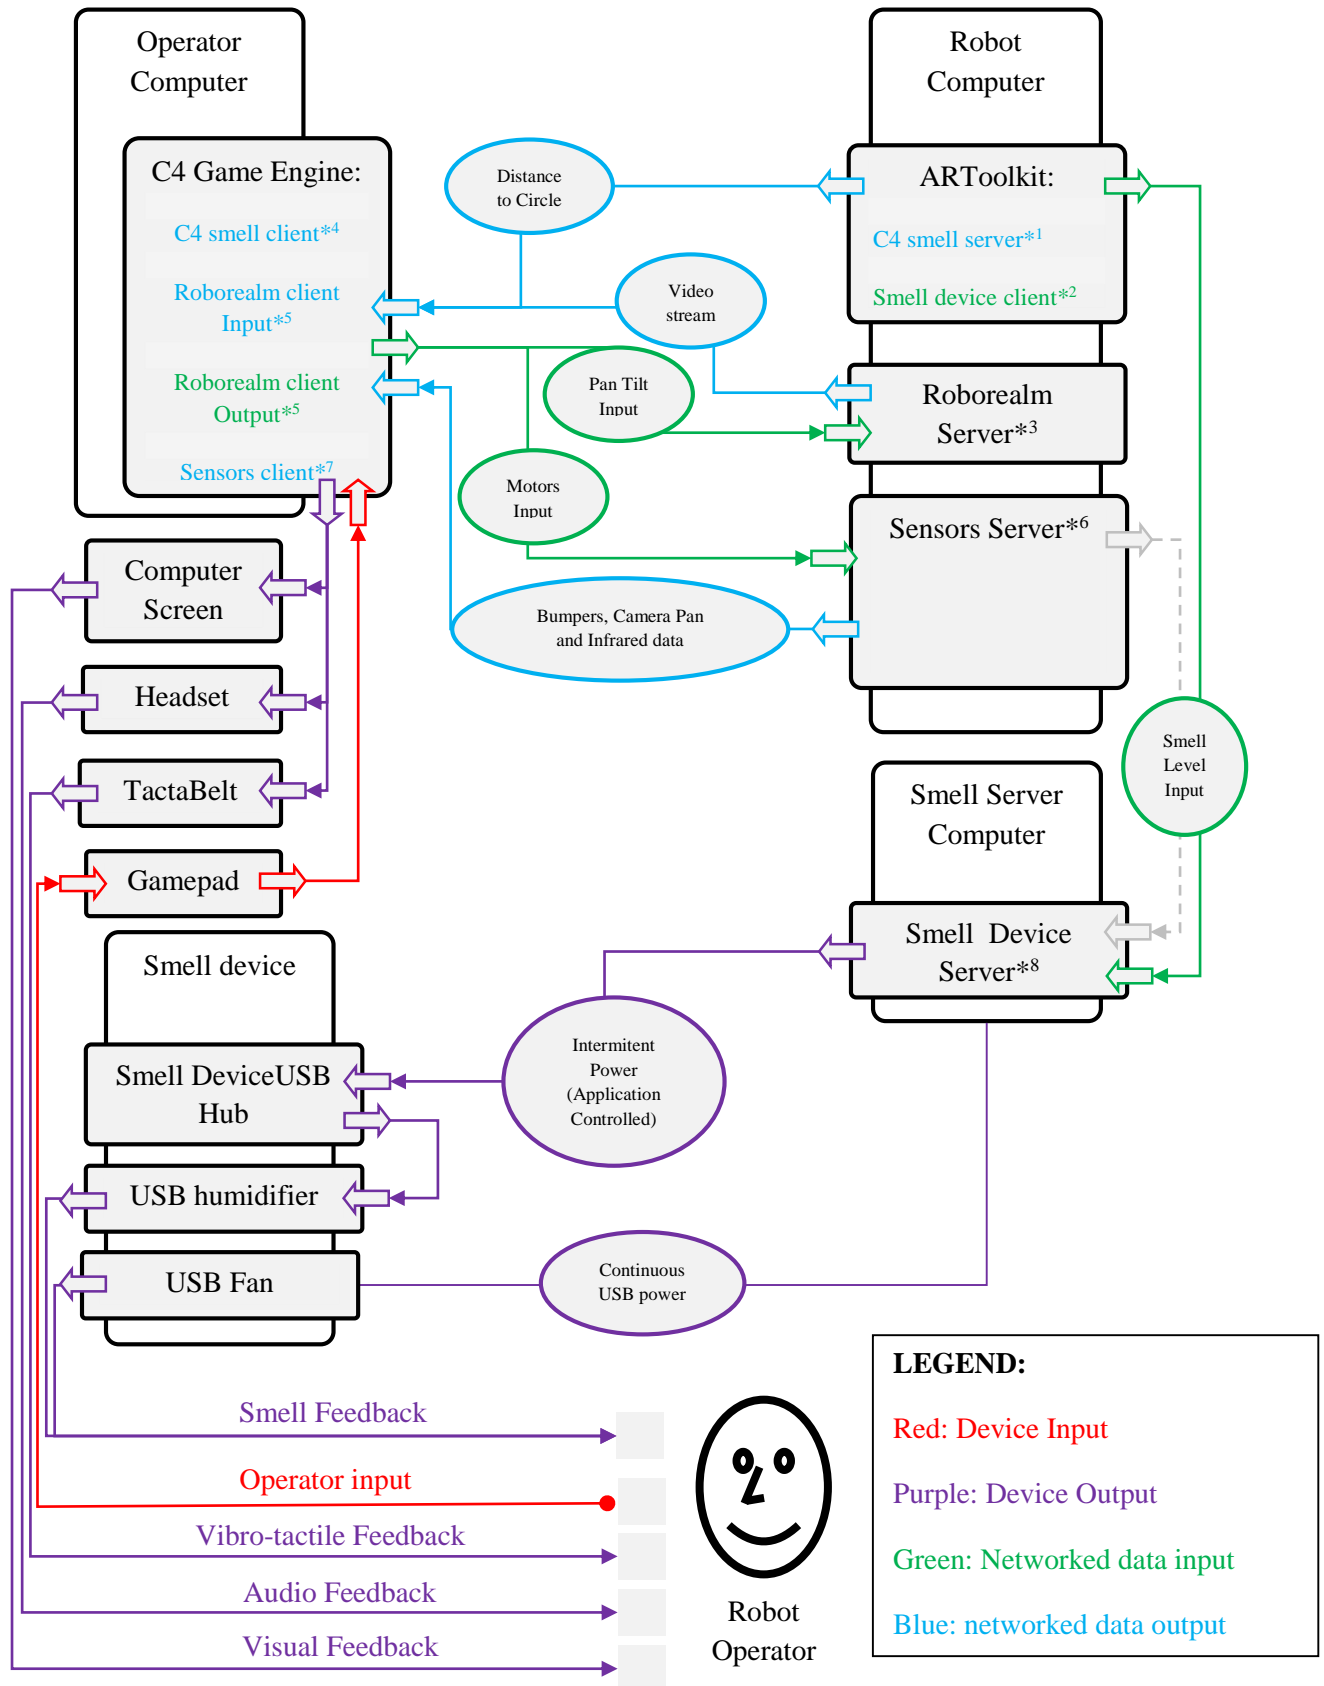 Operator
Computer
C4 Game Engine:
C4 smell client*4
Roborealm client
Input*5
Roborealm client
Output*5
Sensors client*7
Distance
to Circle
Video
stream
Pan Tilt
Input
Motors
Input
Bumpers, Camera Pan
and Infrared data
Robot
Computer
ARToolkit:
C4 smell server*1
Smell device client*2
Roborealm
Server*3
Sensors Server*6
Smell
Level
Input
Computer
Screen
Headset
TactaBelt
Gamepad
Smell Server
Computer
Smell Device
Server*8
Smell device
Smell DeviceUSB
Hub
USB humidifier
USB Fan
Intermitent
Power
(Application
Controlled)
Continuous
USB power
Smell Feedback
Operator input
Vibro-tactile Feedback
Audio Feedback
Visual Feedback
Robot
Operator
LEGEND:
Red: Device Input
Purple: Device Output
Green: Networked data input
Blue: networked data output